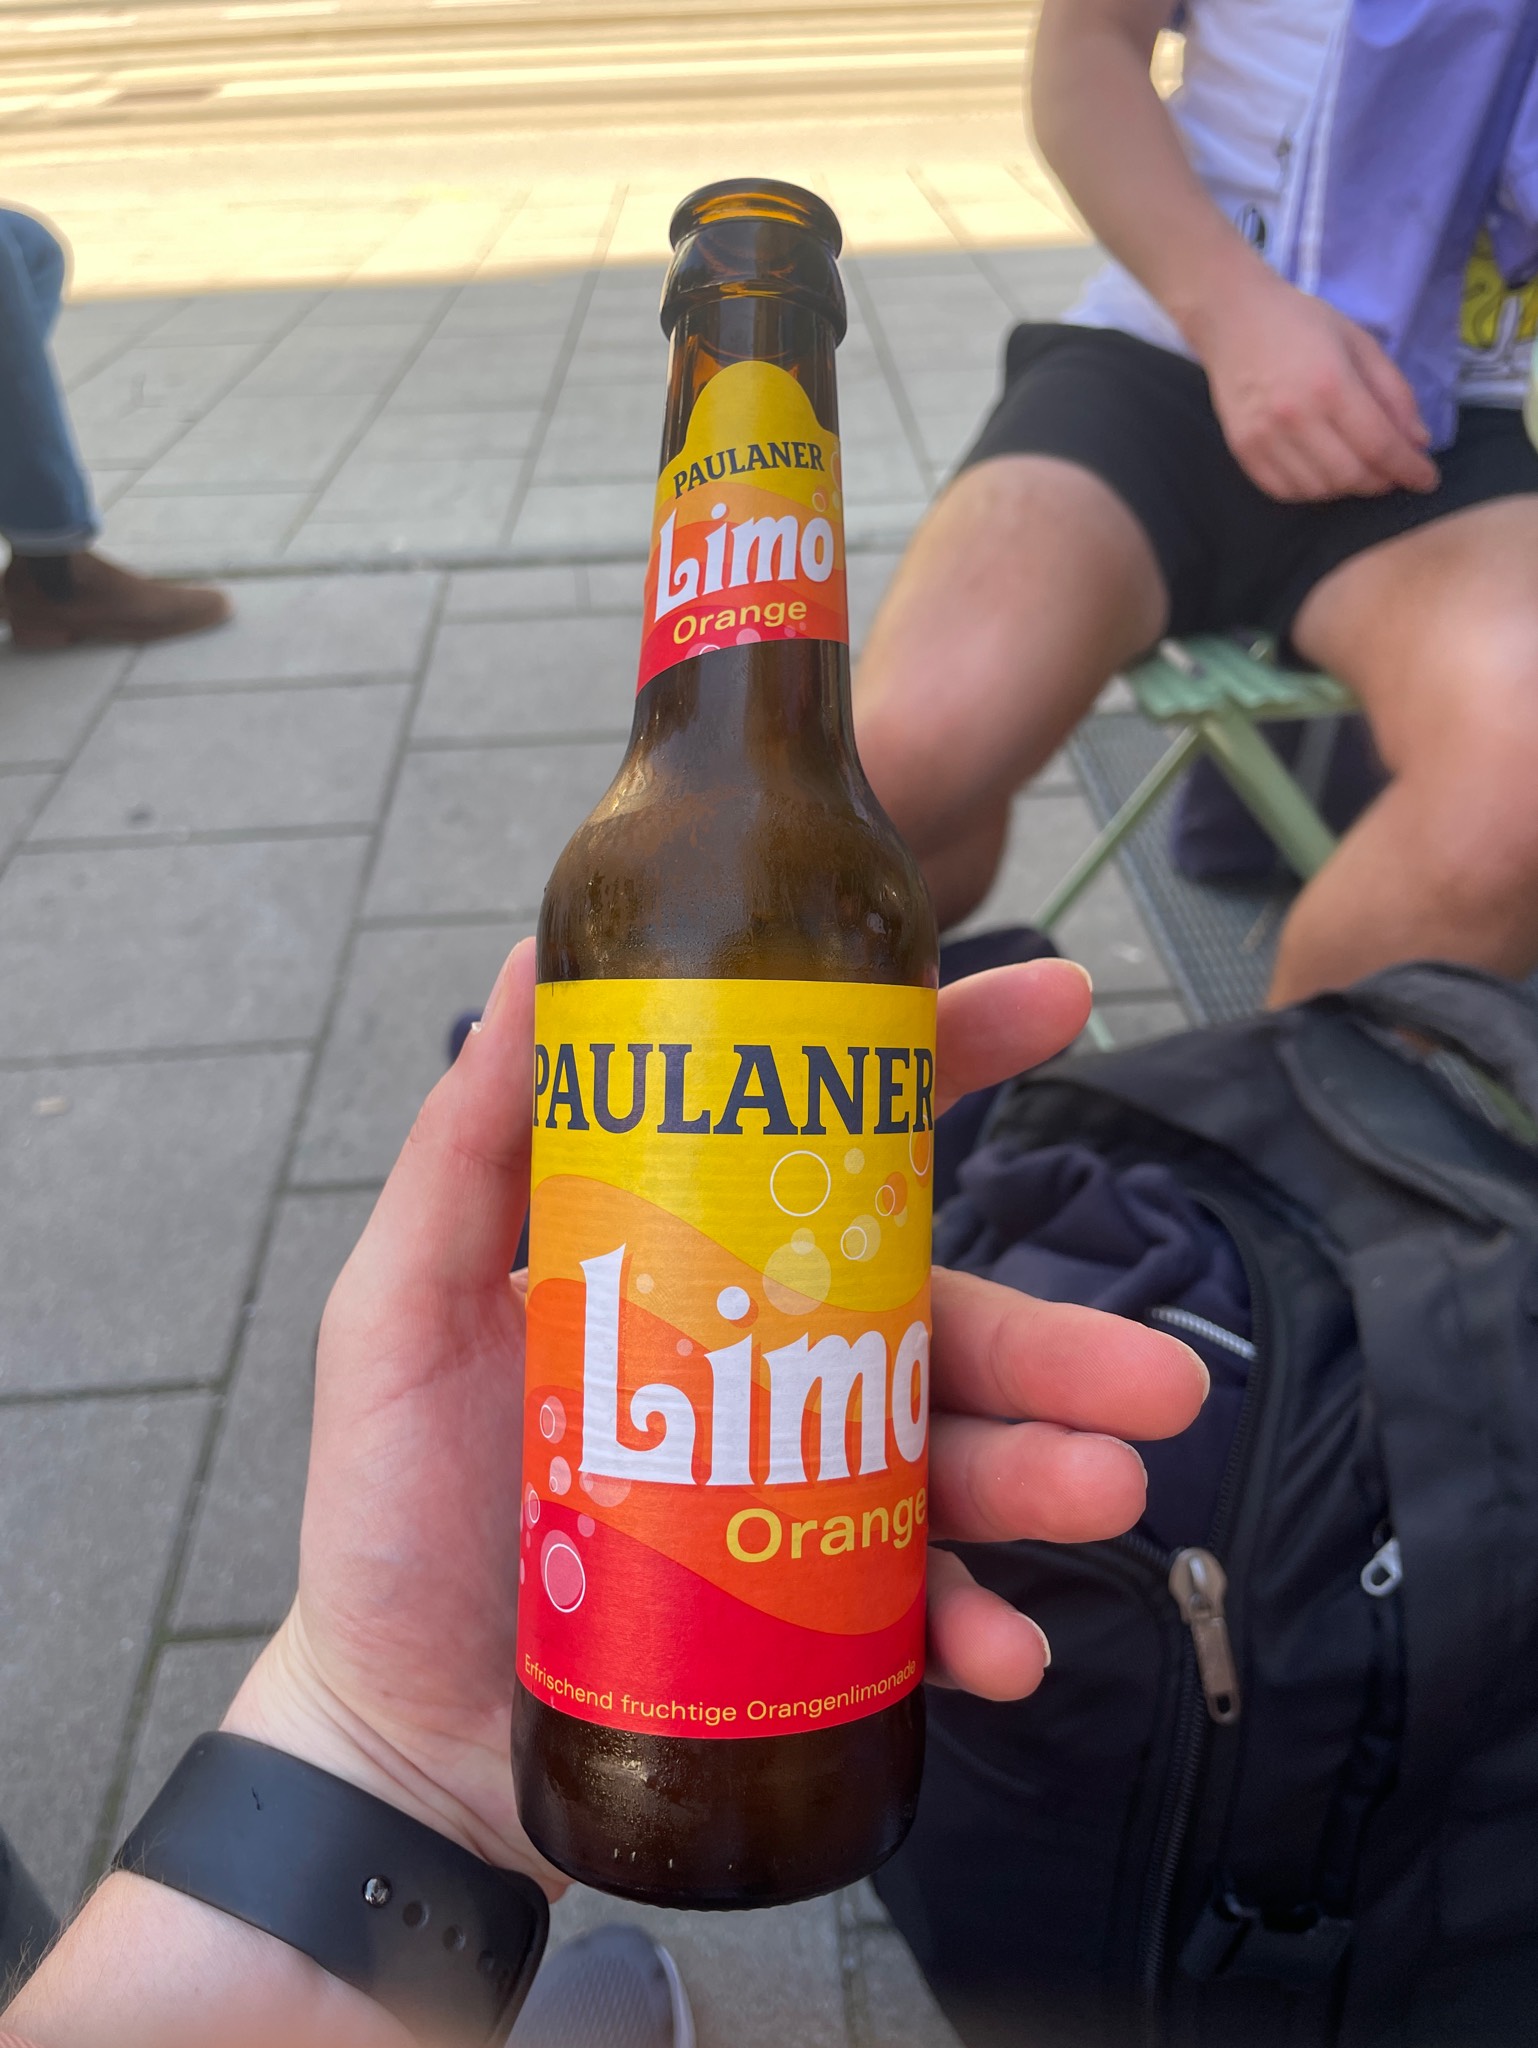 PAULANER
Limo
Orange
PAULANER
Limo
Orange
Erfrischend fruchtige Orangenlimonade